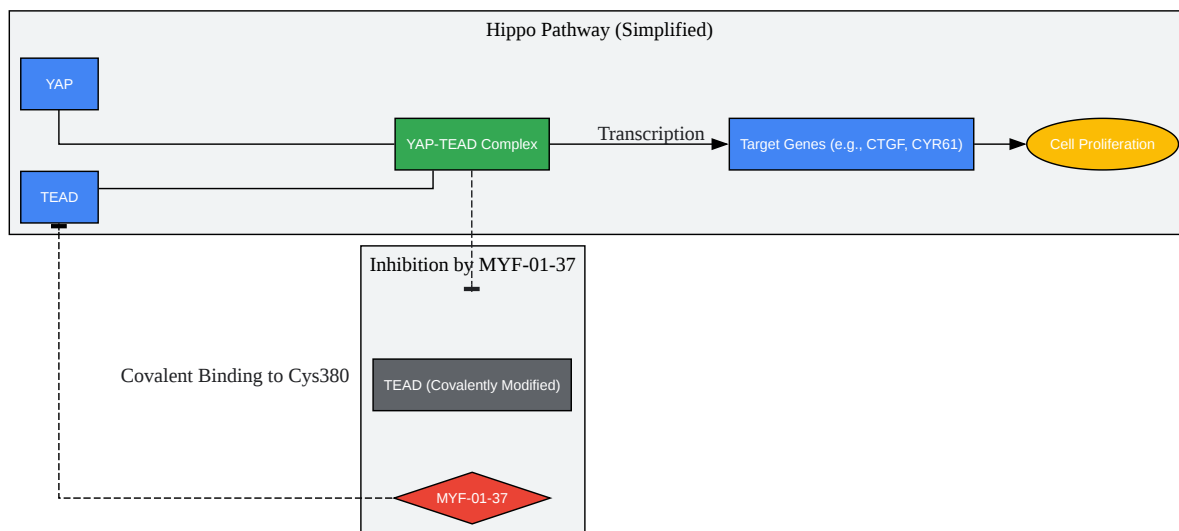 Hippo Pathway (Simplified)
YAP
YAP-TEAD Complex
Transcription
Target Genes (e.g., CTGF, CYR61)
Cell Proliferation
TEAD
Inhibition by MYF-01-37
Covalent Binding to Cys380
TEAD (Covalently Modified)
MYF-01-37